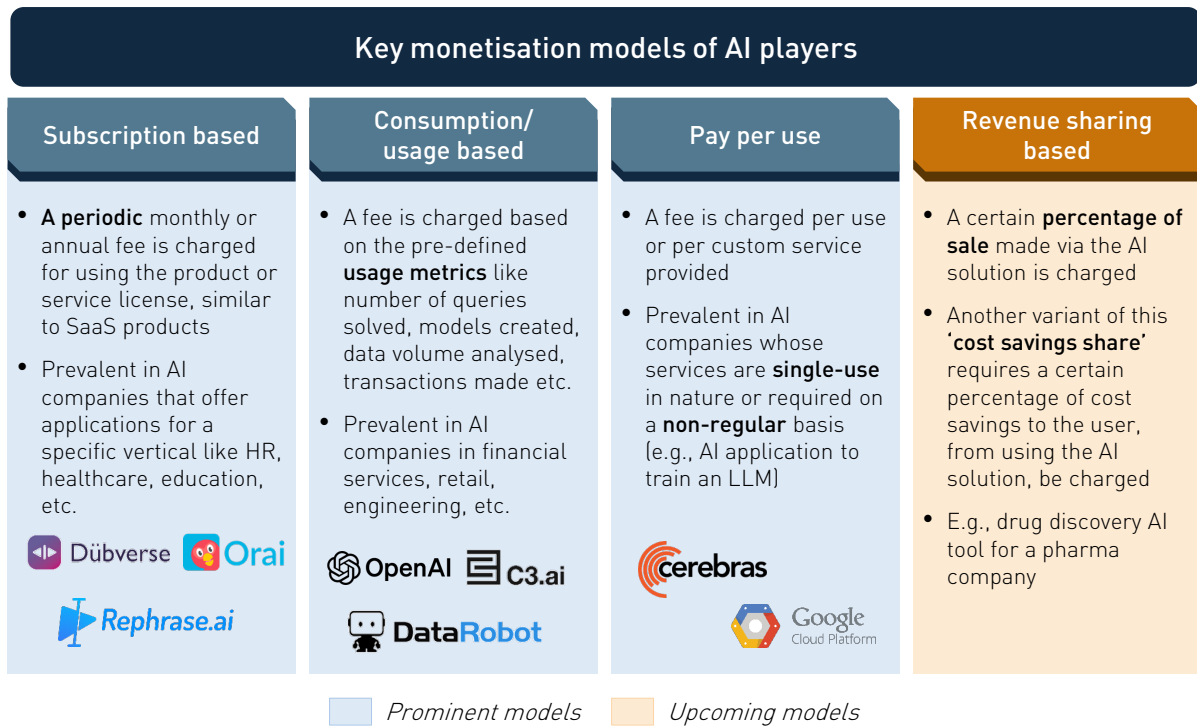 Key monetisation models of AI players
Subscription based
• A periodic monthly or
annual fee is charged
for using the product or
service license, similar
to SaaS products
• Prevalent in AI
companies that offer
applications for a
specific vertical like HR,
healthcare, education,
etc.
Dübverse
Orai
Rephrase.ai
Consumption/
usage based
• A fee is charged based
on the pre-defined
usage metrics like
number of queries
solved, models created,
data volume analysed,
transactions made etc.
• Prevalent in AI
companies in financial
services, retail,
engineering, etc.
OpenAI
C3.ai
DataRobot
Pay per use
• A fee is charged per use
or per custom service
provided
• Prevalent in AI
companies whose
services are single-use
in nature or required on
a non-regular basis
(e.g., AI application to
train an LLM)
cerebras
Google
Cloud Platform
Revenue sharing
based
• A certain percentage of
sale made via the AI
solution is charged
• Another variant of this
‘cost savings share’
requires a certain
percentage of cost
savings to the user,
from using the AI
solution, be charged
• E.g., drug discovery AI
tool for a pharma
company
Prominent models
Upcoming models